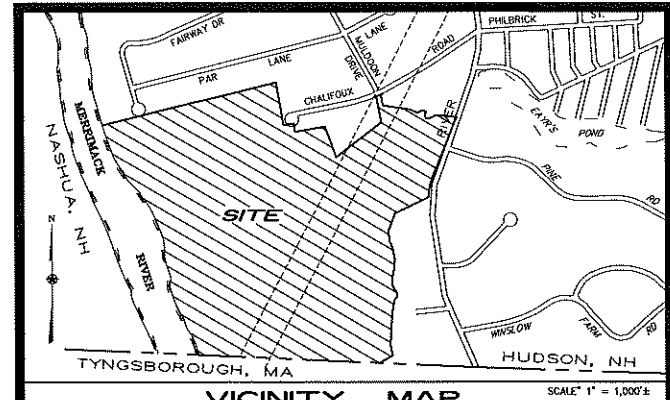 PHILBRICK
ST.
FAIRWAY DR
LANE
MULDOON
DRIVE
ROAD
LANE
PAR
CHALIFOUX
RIVER
EAYR'S
POND
MERRIMACK
RIVER
NASHUA, NH
PINE
RD
SITE
N
WINSLOW
FARM
RD
TYNGSBOROUGH, MA
HUDSON, NH
VICINITY MAP
SCALE" 1" = 1,000'±